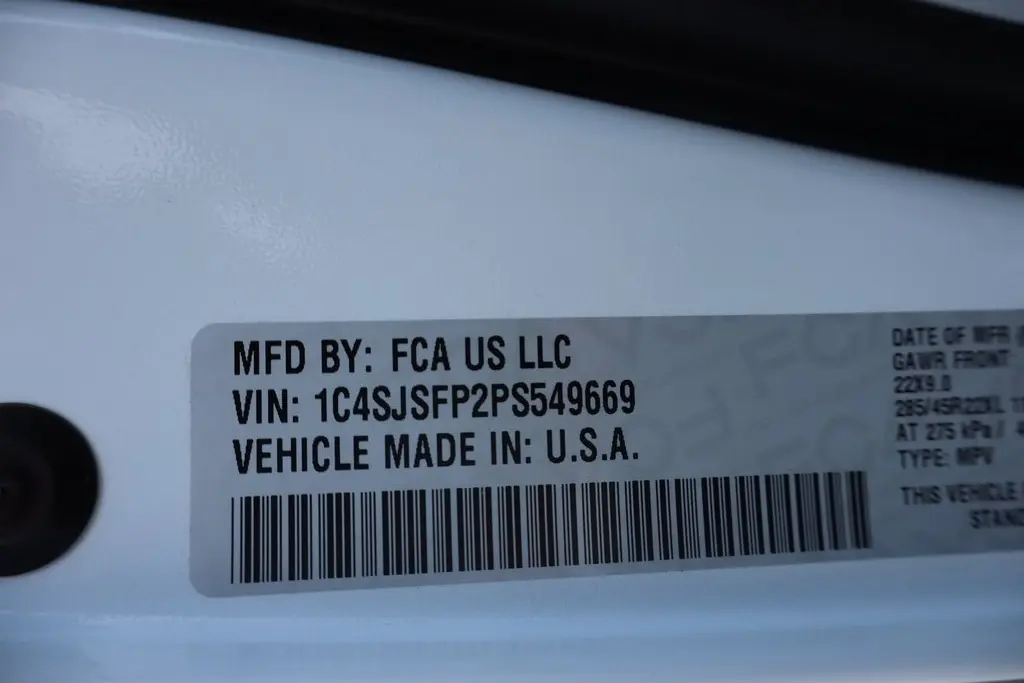 MFD BY: FCA US LLC
VIN: 1C4SJSFP2PS549669
VEHICLE MADE IN: U.S.A.
DATE OF MFR
GAWR FRONT
22X9.0
285/45R22XL
AT 275 kPa /
TYPE: MPV
THIS VEHICLE